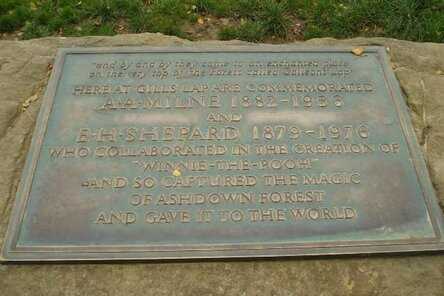 "and by and by they came to an enchanted place
on the very top of the Forest called Galleons Lap"
HERE AT GILLS LAP ARE COMMEMORATED
A·A·MILNE 1882–1956
AND
E·H·SHEPARD 1879–1976
WHO COLLABORATED IN THE CREATION OF
"WINNIE-THE-POOH"
AND SO CAPTURED THE MAGIC
OF ASHDOWN FOREST
AND GAVE IT TO THE WORLD